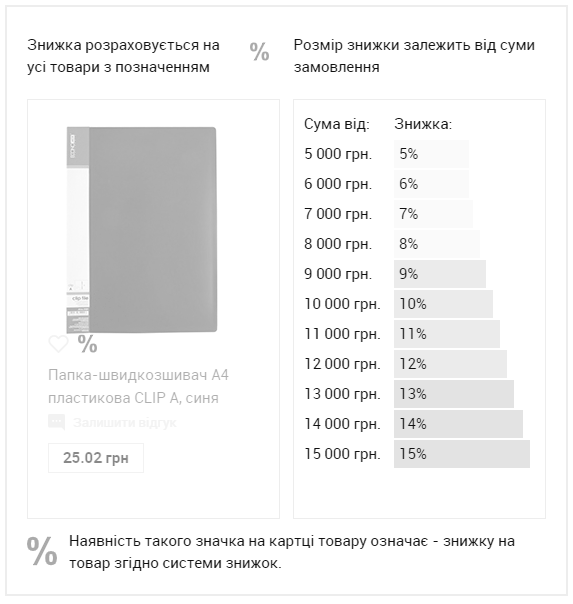 Знижка розраховується на
усі товари з позначенням
%
Розмір знижки залежить від суми
замовлення
%
Папка-швидкозшивач А4
пластикова CLIP A, синя
Залишити відгук
25.02 грн
Сума від: Знижка:
5 000 грн. 5%
6 000 грн. 6%
7 000 грн. 7%
8 000 грн. 8%
9 000 грн. 9%
10 000 грн. 10%
11 000 грн. 11%
12 000 грн. 12%
13 000 грн. 13%
14 000 грн. 14%
15 000 грн. 15%
%
Наявність такого значка на картці товару означає - знижку на
товар згідно системи знижок.